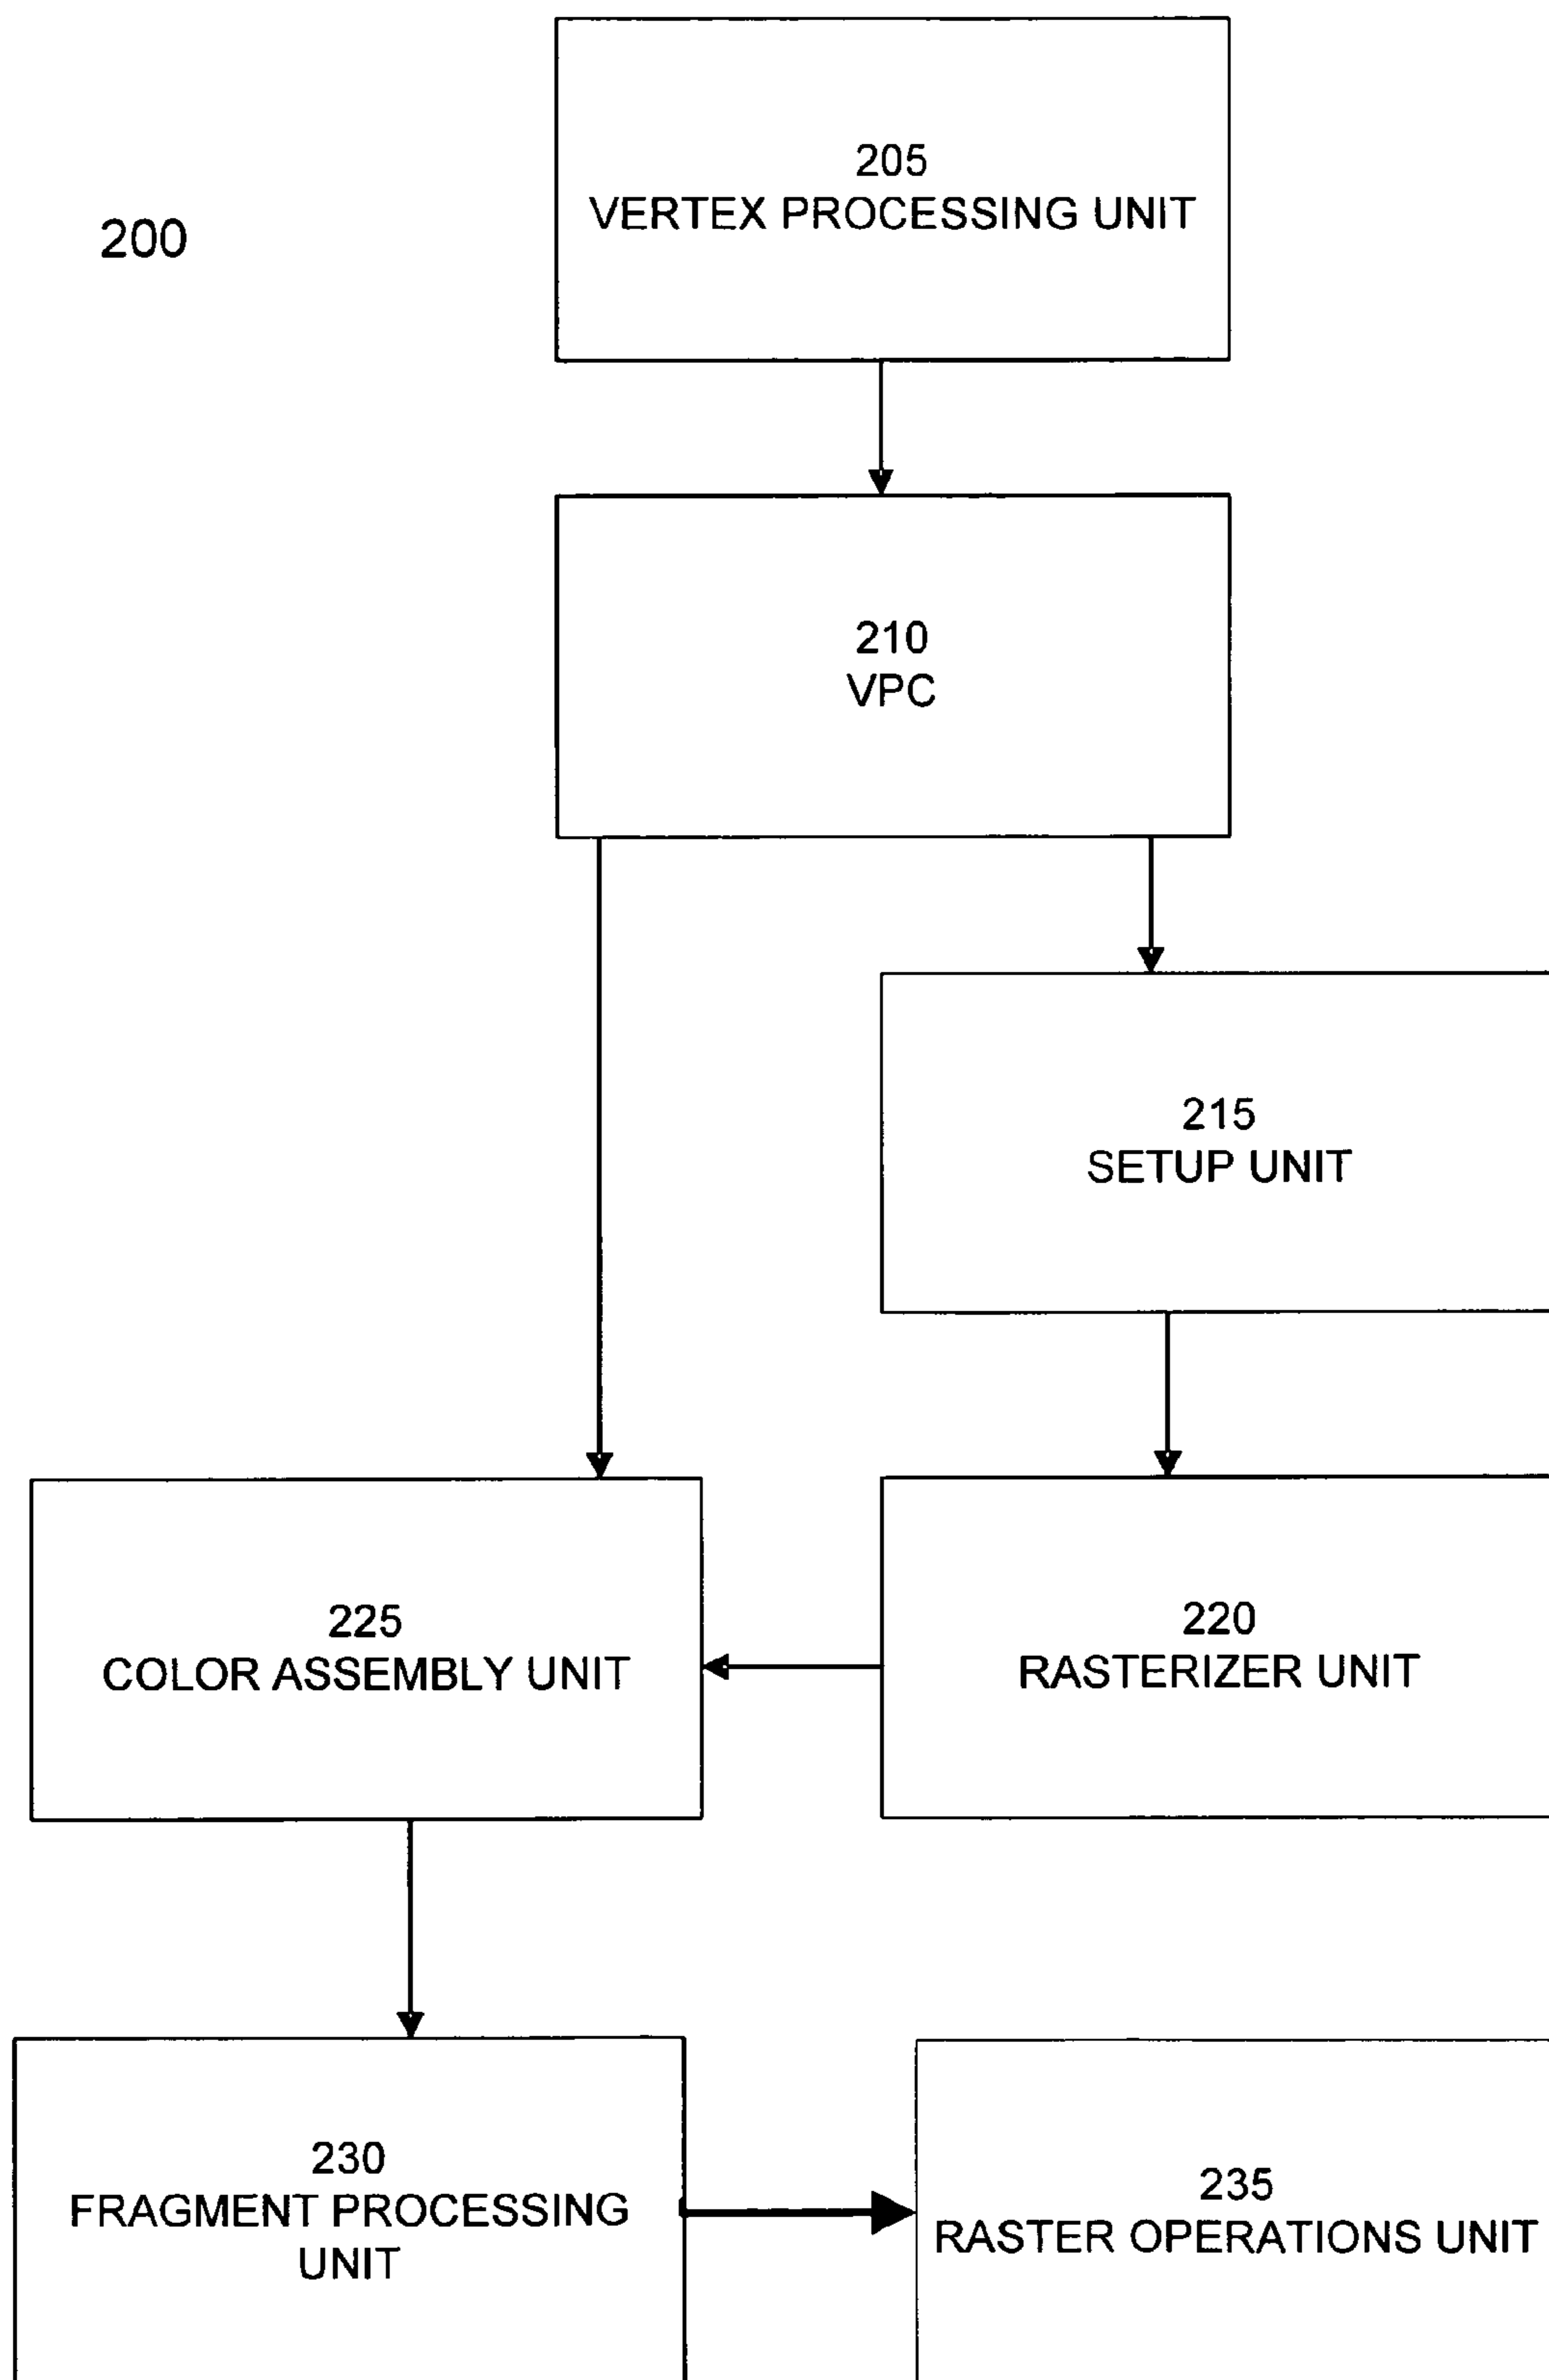 205
VERTEX PROCESSING UNIT
200
210
VPC
215
SETUP UNIT
225
COLOR ASSEMBLY UNIT
220
RASTERIZER UNIT
230
FRAGMENT PROCESSING
UNIT
235
RASTER OPERATIONS UNIT